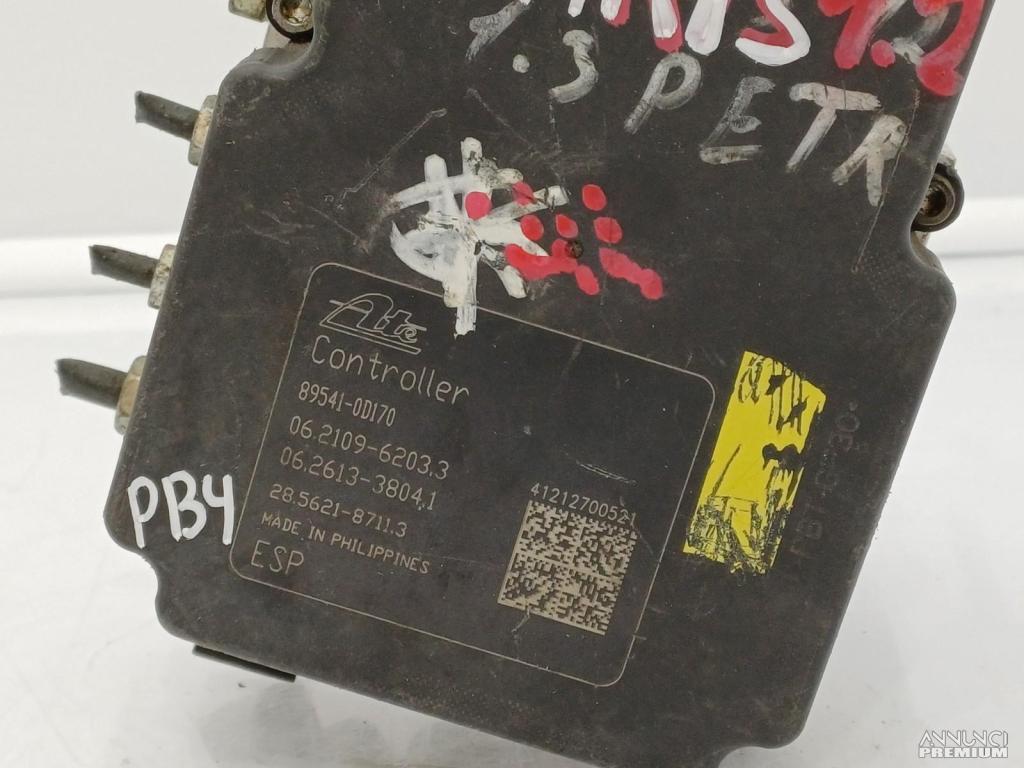 1.3 PETR
Ate
Controller
89541-0D170
06.2109-6203.3
06.2613-3804.1
28.5621-8711.3
MADE IN PHILIPPINES
ESP
41212700521
PB4
ANNUNCI
PREMIUM